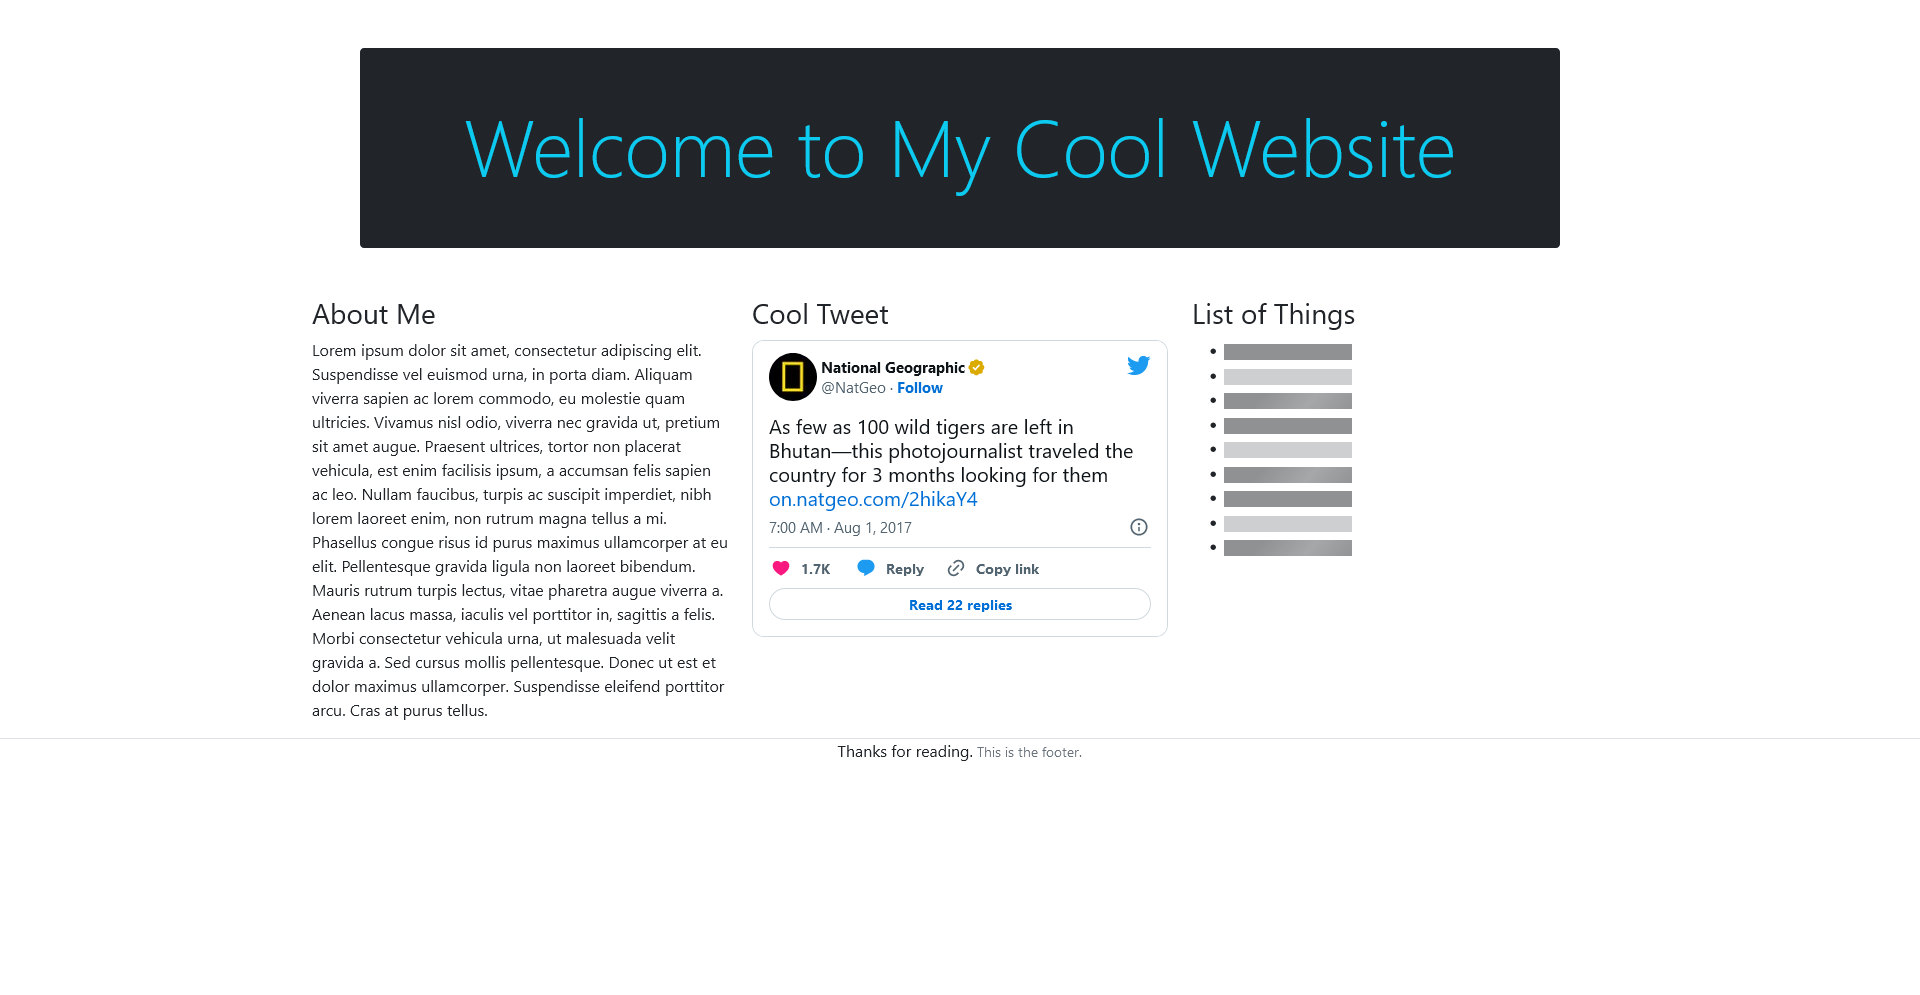 Welcome to My Cool Website
About Me
Lorem ipsum dolor sit amet, consectetur adipiscing elit.
Suspendisse vel euismod urna, in porta diam. Aliquam
viverra sapien ac lorem commodo, eu molestie quam
ultricies. Vivamus nisl odio, viverra nec gravida ut, pretium
sit amet augue. Praesent ultrices, tortor non placerat
vehicula, est enim facilisis ipsum, a accumsan felis sapien
ac leo. Nullam faucibus, turpis ac suscipit imperdiet, nibh
lorem laoreet enim, non rutrum magna tellus a mi.
Phasellus congue risus id purus maximus ullamcorper at eu
elit. Pellentesque gravida ligula non laoreet bibendum.
Mauris rutrum turpis lectus, vitae pharetra augue viverra a.
Aenean lacus massa, iaculis vel porttitor in, sagittis a felis.
Morbi consectetur vehicula urna, ut malesuada velit
gravida a. Sed cursus mollis pellentesque. Donec ut est et
dolor maximus ullamcorper. Suspendisse eleifend porttitor
arcu. Cras at purus tellus.
Cool Tweet
National Geographic
@NatGeo · Follow
As few as 100 wild tigers are left in
Bhutan—this photojournalist traveled the
country for 3 months looking for them
on.natgeo.com/2hikaY4
7:00 AM · Aug 1, 2017
1.7K Reply Copy link
Read 22 replies
List of Things
Thanks for reading. This is the footer.